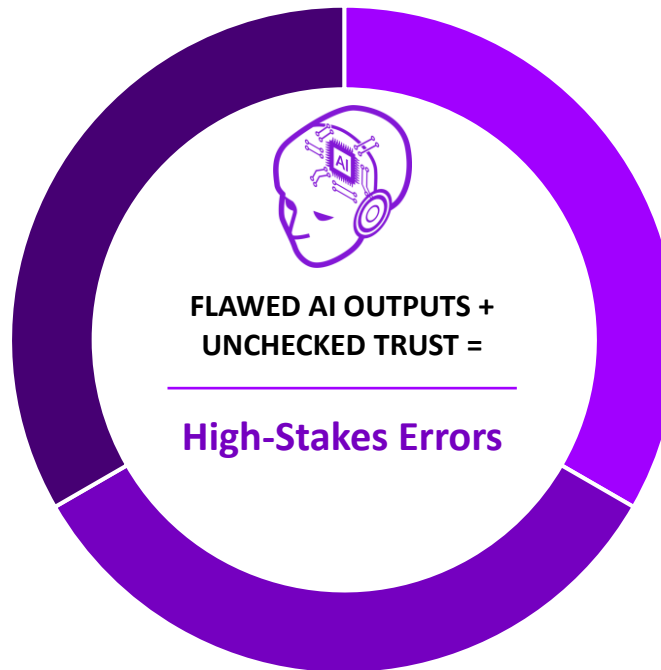 AI
FLAWED AI OUTPUTS +
UNCHECKED TRUST =
High-Stakes Errors